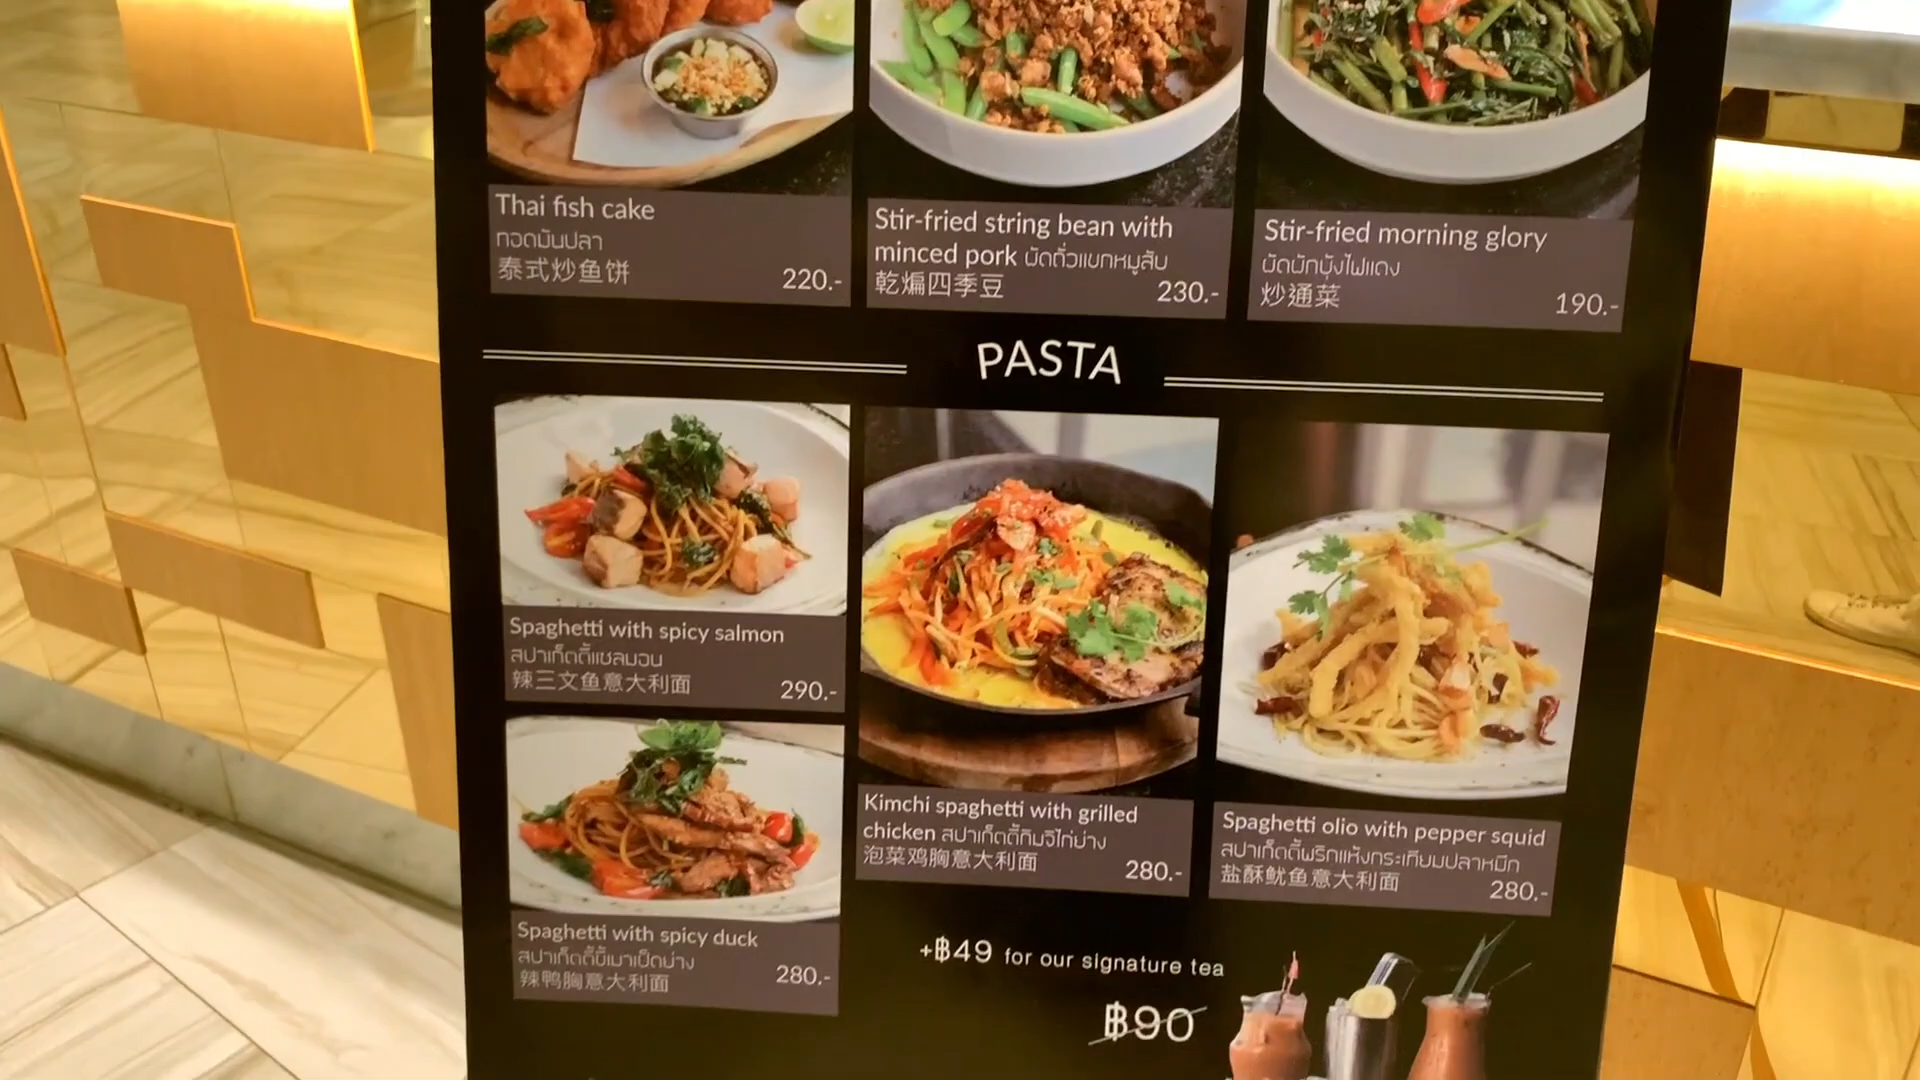 Thai fish cake
ทอดมันปลา
泰式炒鱼饼
220.-
Stir-fried string bean with
minced pork ผัดถั่วแขกหมูสับ
乾煸四季豆
230.-
Stir-fried morning glory
ผัดผักบุ้งไฟแดง
炒通菜
190.-
PASTA
Spaghetti with spicy salmon
สปาเก็ตตี้แซลมอน
辣三文鱼意大利面
290.-
Kimchi spaghetti with grilled
chicken สปาเก็ตตี้กิมจิไก่ย่าง
泡菜鸡胸意大利面
280.-
Spaghetti olio with pepper squid
สปาเก็ตตี้พริกแห้งกระเทียมปลาหมึก
盐酥鱿鱼意大利面
280.-
Spaghetti with spicy duck
สปาเก็ตตี้ขี้เมาเป็ดย่าง
辣鸭胸意大利面
280.-
+฿49 for our signature tea
฿90